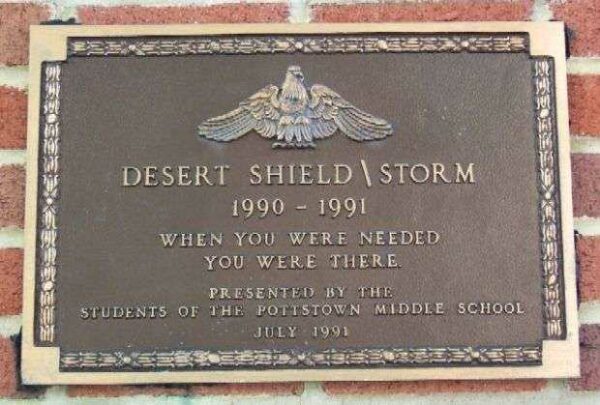 DESERT SHIELD \ STORM
1990 - 1991
WHEN YOU WERE NEEDED
YOU WERE THERE.
PRESENTED BY THE
STUDENTS OF THE POTTSTOWN MIDDLE SCHOOL
JULY 1991